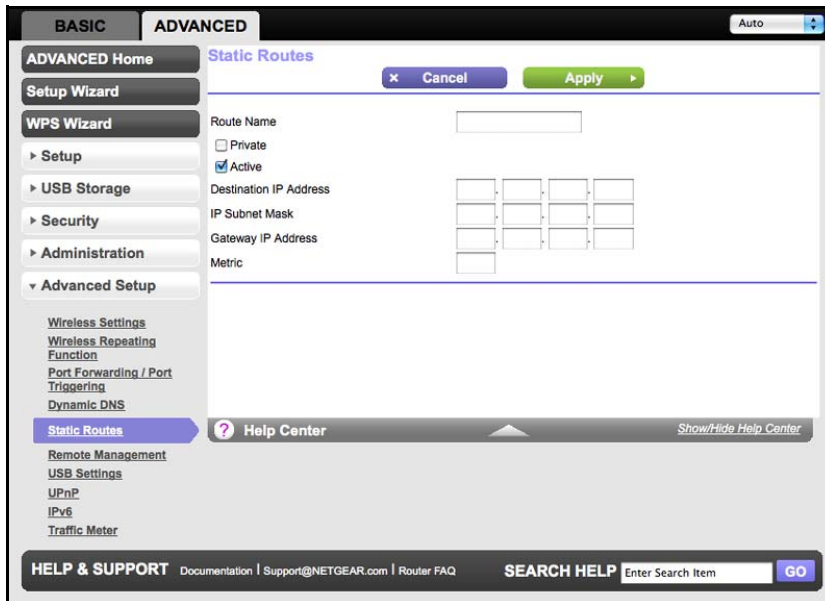 BASIC
ADVANCED
Auto
ADVANCED Home
Setup Wizard
WPS Wizard
Setup
USB Storage
Security
Administration
Advanced Setup
Wireless Settings
Wireless Repeating
Function
Port Forwarding / Port
Triggering
Dynamic DNS
Static Routes
Remote Management
USB Settings
UPnP
IPv6
Traffic Meter
Static Routes
× Cancel
Apply
Route Name
Private
Active
Destination IP Address
. . .
IP Subnet Mask
. . .
Gateway IP Address
. . .
Metric
? Help Center
Show/Hide Help Center
HELP & SUPPORT Documentation | Support@NETGEAR.com | Router FAQ
SEARCH HELP Enter Search Item GO